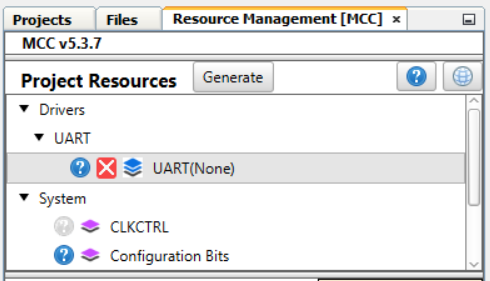 Projects Files Resource Management [MCC] ×
MCC v5.3.7
Project Resources Generate ?
Drivers
UART
? UART(None)
System
? CLKCTRL
? Configuration Bits